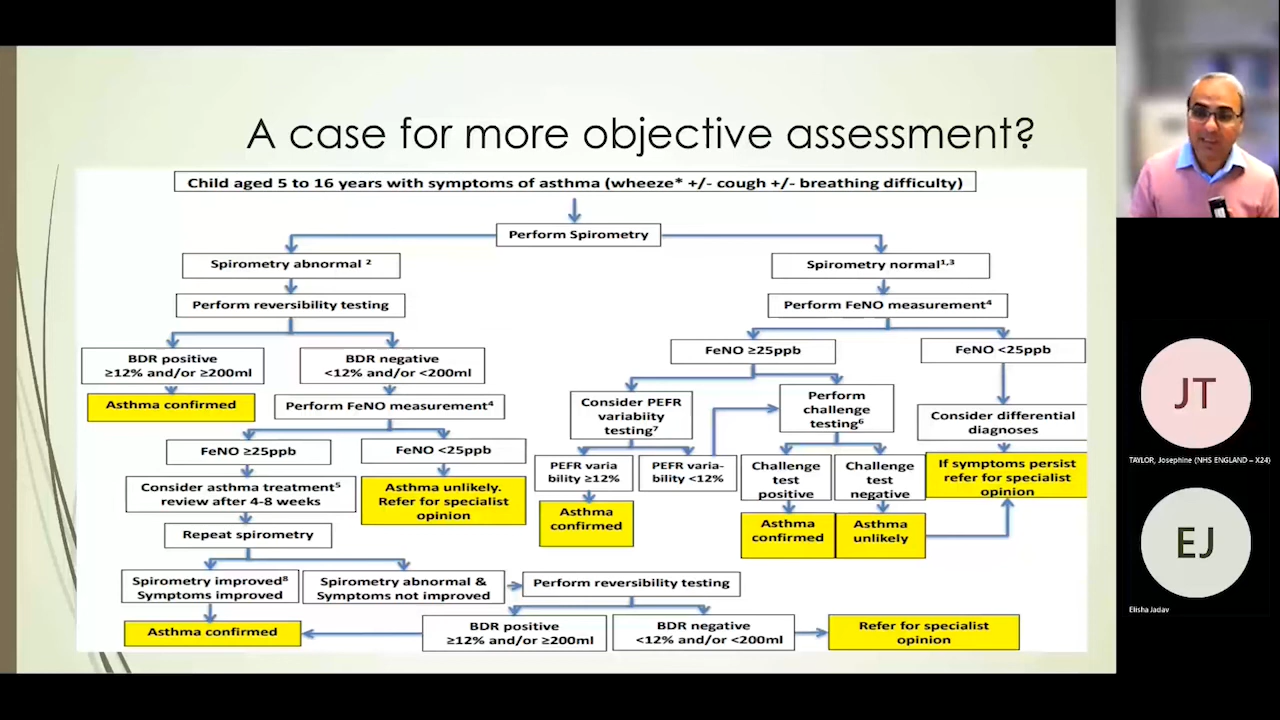 A case for more objective assessment?
Child aged 5 to 16 years with symptoms of asthma (wheeze* +/- cough +/- breathing difficulty)
Perform Spirometry
Spirometry abnormal ²
Spirometry normal¹,³
Perform reversibility testing
Perform FeNO measurement⁴
BDR positive
≥12% and/or ≥200ml
BDR negative
<12% and/or <200ml
FeNO ≥25ppb
FeNO <25ppb
Asthma confirmed
Perform FeNO measurement⁴
Consider PEFR
variabiity
testing⁷
Perform
challenge
testing⁶
Consider differential
diagnoses
FeNO ≥25ppb
FeNO <25ppb
PEFR varia
bility ≥12%
PEFR varia-
bility <12%
Challenge
test
positive
Challenge
test
negative
If symptoms persist
refer for specialist
opinion
Consider asthma treatment⁵
review after 4-8 weeks
Asthma unlikely.
Refer for specialist
opinion
Asthma
confirmed
Asthma
confirmed
Asthma
unlikely
Repeat spirometry
Spirometry improved⁸
Symptoms improved
Spirometry abnormal &
Symptoms not improved
Perform reversibility testing
Asthma confirmed
BDR positive
≥12% and/or ≥200ml
BDR negative
<12% and/or <200ml
Refer for specialist
opinion
JT
TAYLOR, Josephine (NHS ENGLAND – X24)
EJ
Elisha Jadav